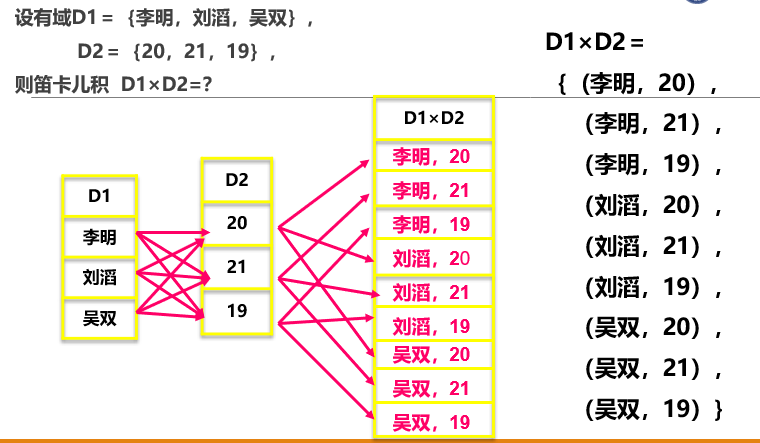 设有域D1＝｛李明，刘滔，吴双｝，
D2＝｛20，21，19｝，
则笛卡儿积 D1×D2=？
D1
李明
刘滔
吴双
D2
20
21
19
D1×D2
李明，20
李明，21
李明，19
刘滔，20
刘滔，21
刘滔，19
吴双，20
吴双，21
吴双，19
D1×D2＝
｛（李明，20），
（李明，21），
（李明，19），
（刘滔，20），
（刘滔，21），
（刘滔，19），
（吴双，20），
（吴双，21），
（吴双，19）｝